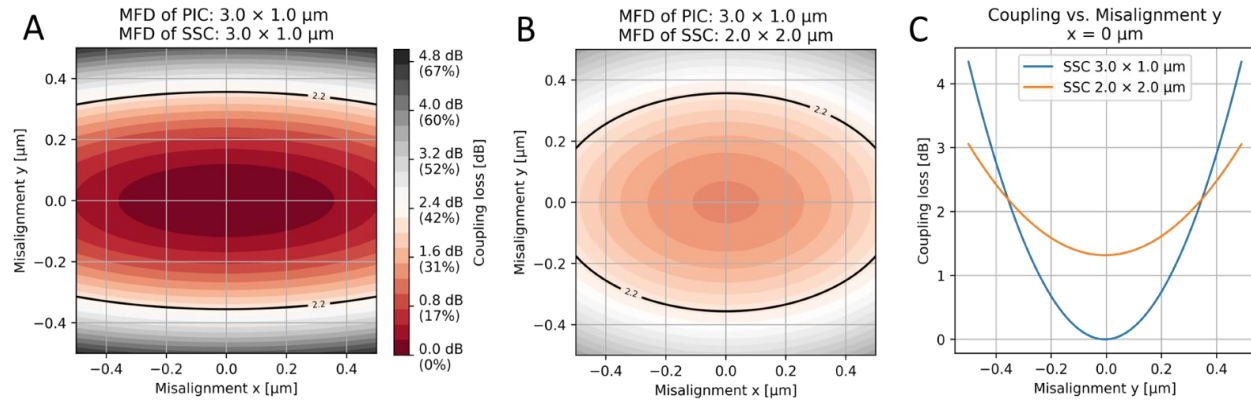 A
MFD of PIC: 3.0 × 1.0 µm
MFD of SSC: 3.0 × 1.0 µm
0.4
0.2
0.0
−0.2
−0.4
Misalignment y [µm]
2.2
2.2
−0.4
−0.2
0.0
0.2
0.4
Misalignment x [µm]
4.8 dB
(67%)
4.0 dB
(60%)
3.2 dB
(52%)
2.4 dB
(42%)
1.6 dB
(31%)
0.8 dB
(17%)
0.0 dB
(0%)
Coupling loss [dB]
B
MFD of PIC: 3.0 × 1.0 µm
MFD of SSC: 2.0 × 2.0 µm
0.4
0.2
0.0
−0.2
−0.4
Misalignment y [µm]
2.2
2.2
−0.4
−0.2
0.0
0.2
0.4
Misalignment x [µm]
C
Coupling vs. Misalignment y
x = 0 µm
SSC 3.0 × 1.0 µm
SSC 2.0 × 2.0 µm
4
3
2
1
0
Coupling loss [dB]
−0.4
−0.2
0.0
0.2
0.4
Misalignment y [µm]